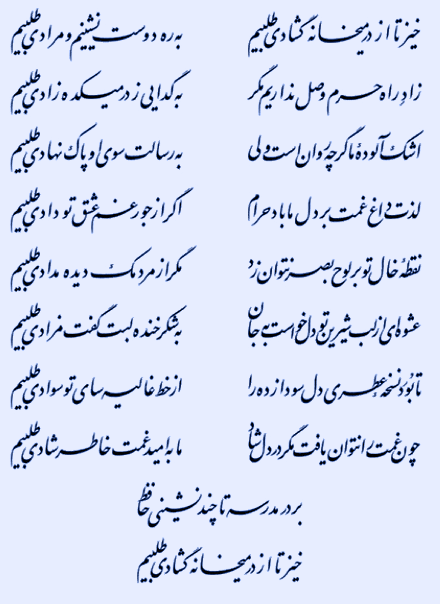 خیز تا از در میخانه گشادی طلبیم
به ره دوست نشینیم و مرادی طلبیم
زاد راه حرم وصل نداریم مگر
به گدایی ز در میکده زادی طلبیم
اشک آلودهٔ ما گرچه روان است ولی
به رسالت سوی او پاک نهادی طلبیم
لذت داغ غمت بر دل ما باد حرام
اگر از جور غم عشق تو دادی طلبیم
نقطهٔ خال تو بر لوح بصر نتوان زد
مگر از مردمک دیده مدادی طلبیم
عشوه‌ای از لب شیرین تو دل خواست به جان
به شکرخنده لبت گفت مزادی طلبیم
تا بود نسخهٔ عطری دل سودازده را
از خط غالیه سای تو سوادی طلبیم
چون غمت را نتوان یافت مگر در دل شاد
ما به امید غمت خاطر شادی طلبیم
بر در مدرسه تا چند نشینی حافظ
خیز تا از در میخانه گشادی طلبیم